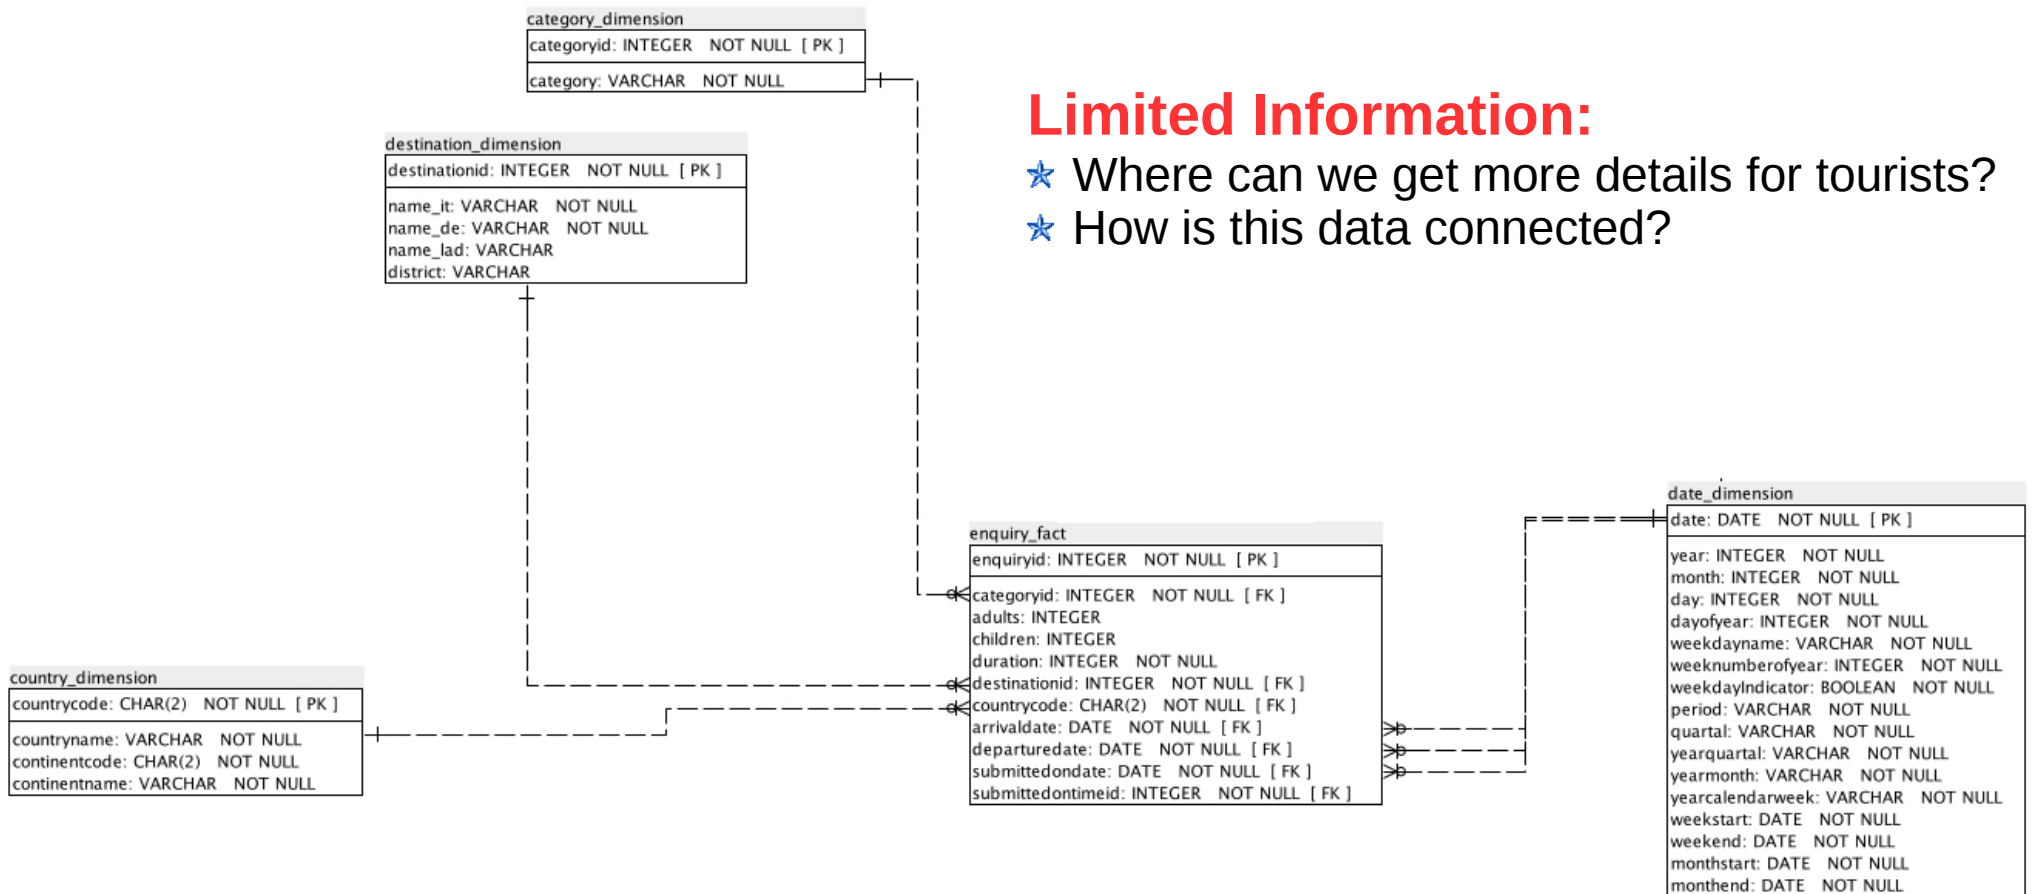 category_dimension
categoryid: INTEGER NOT NULL [ PK ]
category: VARCHAR NOT NULL
Limited Information:
Where can we get more details for tourists?
How is this data connected?
destination_dimension
destinationid: INTEGER NOT NULL [ PK ]
name_it: VARCHAR NOT NULL
name_de: VARCHAR NOT NULL
name_lad: VARCHAR
district: VARCHAR
country_dimension
countrycode: CHAR(2) NOT NULL [ PK ]
countryname: VARCHAR NOT NULL
continentcode: CHAR(2) NOT NULL
continentname: VARCHAR NOT NULL
enquiry_fact
enquiryid: INTEGER NOT NULL [ PK ]
categoryid: INTEGER NOT NULL [ FK ]
adults: INTEGER
children: INTEGER
duration: INTEGER NOT NULL
destinationid: INTEGER NOT NULL [ FK ]
countrycode: CHAR(2) NOT NULL [ FK ]
arrivaldate: DATE NOT NULL [ FK ]
departuredate: DATE NOT NULL [ FK ]
submittedondate: DATE NOT NULL [ FK ]
submittedontimeid: INTEGER NOT NULL [ FK ]
date_dimension
date: DATE NOT NULL [ PK ]
year: INTEGER NOT NULL
month: INTEGER NOT NULL
day: INTEGER NOT NULL
dayofyear: INTEGER NOT NULL
weekdayname: VARCHAR NOT NULL
weeknumberofyear: INTEGER NOT NULL
weekdayIndicator: BOOLEAN NOT NULL
period: VARCHAR NOT NULL
quartal: VARCHAR NOT NULL
yearquartal: VARCHAR NOT NULL
yearmonth: VARCHAR NOT NULL
yearcalendarweek: VARCHAR NOT NULL
weekstart: DATE NOT NULL
weekend: DATE NOT NULL
monthstart: DATE NOT NULL
monthend: DATE NOT NULL